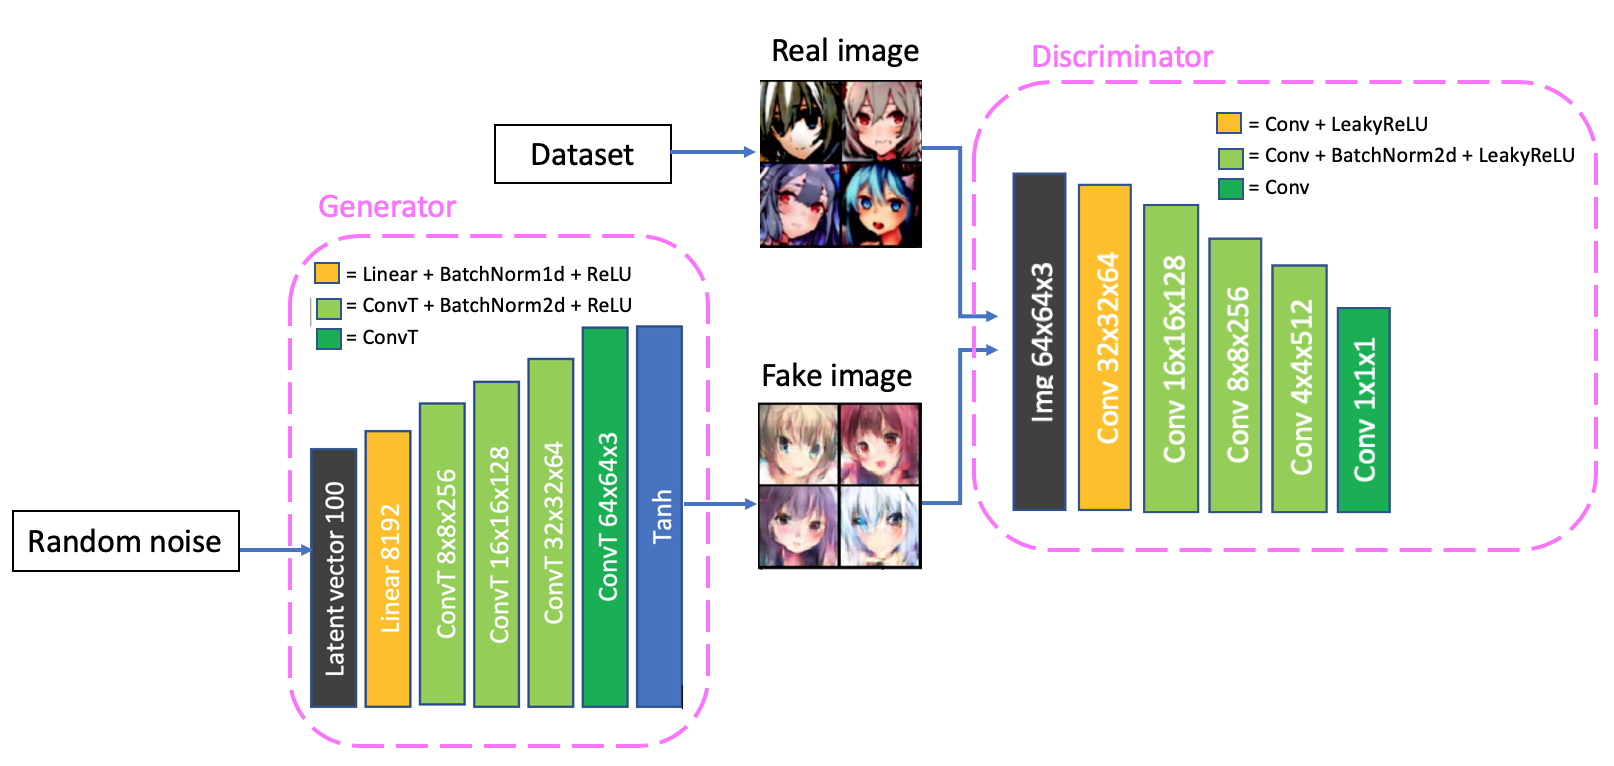 Real image
Discriminator
Dataset
= Conv + LeakyReLU
= Conv + BatchNorm2d + LeakyReLU
= Conv
Generator
= Linear + BatchNorm1d + ReLU
= ConvT + BatchNorm2d + ReLU
= ConvT
Fake image
Random noise
Latent vector 100
Linear 8192
ConvT 8x8x256
ConvT 16x16x128
ConvT 32x32x64
ConvT 64x64x3
Tanh
Img 64x64x3
Conv 32x32x64
Conv 16x16x128
Conv 8x8x256
Conv 4x4x512
Conv 1x1x1